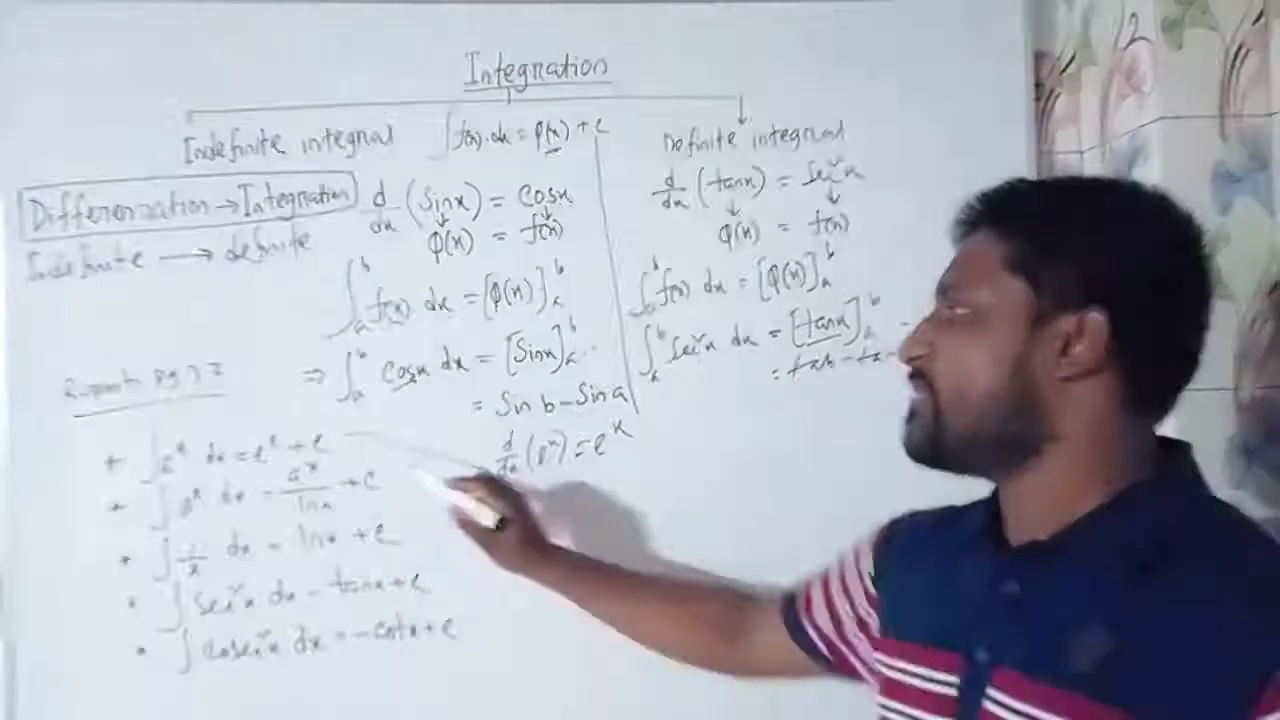 Integration
Indefinite integral ∫f(x).dx = φ(x) + c
Definite integral
Differentiation → Integration
Indefinite → definite
d/dx (Sinx) = Cosx
φ(x) = f(x)
∫ₐᵇ f(x) dx = [φ(x)]ₐᵇ
⇒ ∫ₐᵇ cosx dx = [Sinx]ₐᵇ
= Sin b - Sin a
d/dx (eˣ) = eˣ
d/dx (tanx) = Sec²x
φ(x) = f(x)
∫ₐᵇ f(x) dx = [φ(x)]ₐᵇ
∫ₐᵇ Sec²x dx = [tanx]ₐᵇ
∫eˣ dx = eˣ + c
∫aˣ dx = aˣ/lna + c
∫1/x dx = lnx + c
∫sec²x dx = tanx + c
∫cosec²x dx = -cotx + c